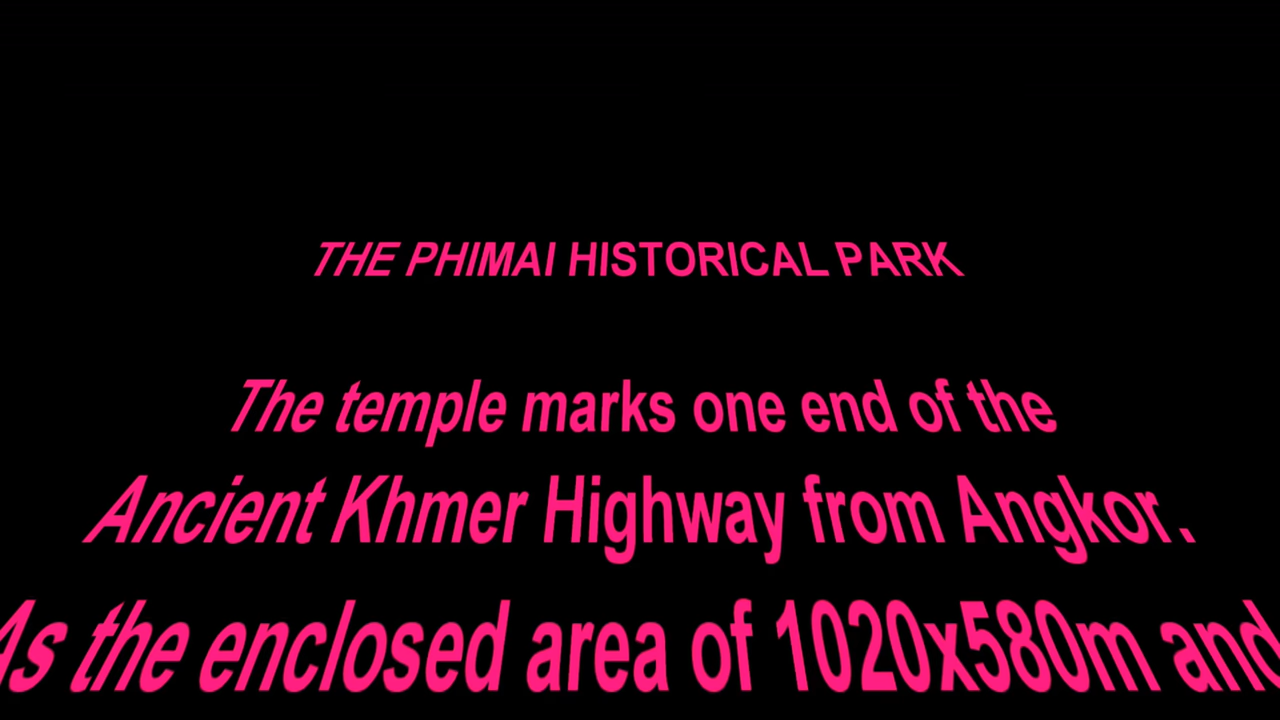 THE PHIMAI HISTORICAL PARK
The temple marks one end of the
Ancient Khmer Highway from Angkor.
As the enclosed area of 1020x580m and